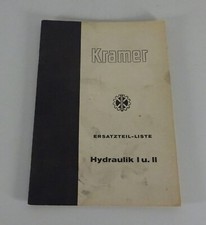 Kramer
ERSATZTEIL-LISTE
Hydraulik I u. II